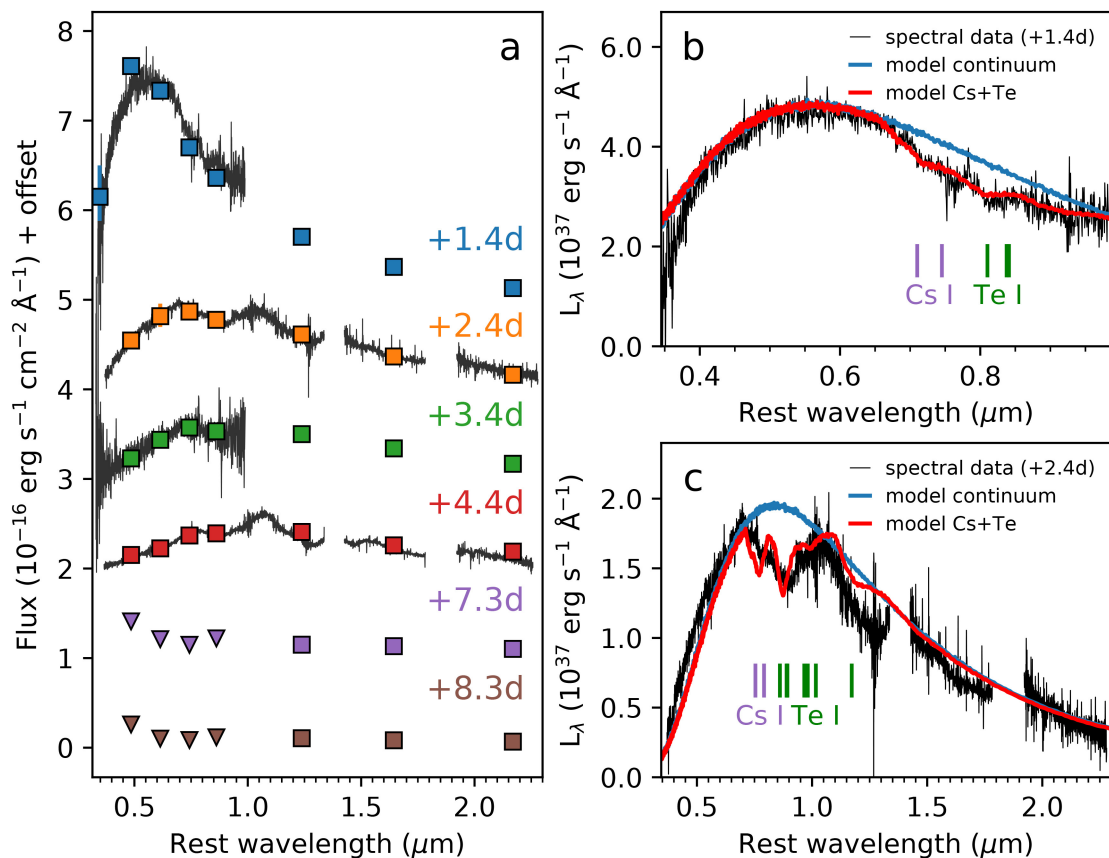 a
Flux (10⁻¹⁶ erg s⁻¹ cm⁻² Å⁻¹) + offset
8
7
6
5
4
3
2
1
0
+1.4d
+2.4d
+3.4d
+4.4d
+7.3d
+8.3d
0.5 1.0 1.5 2.0
Rest wavelength (μm)
b
spectral data (+1.4d)
model continuum
model Cs+Te
L_λ (10³⁷ erg s⁻¹ Å⁻¹)
6.0
4.0
2.0
0.0
Cs I Te I
0.4 0.6 0.8
Rest wavelength (μm)
c
spectral data (+2.4d)
model continuum
model Cs+Te
L_λ (10³⁷ erg s⁻¹ Å⁻¹)
2.0
1.5
1.0
0.5
0.0
Cs I Te I
0.5 1.0 1.5 2.0
Rest wavelength (μm)